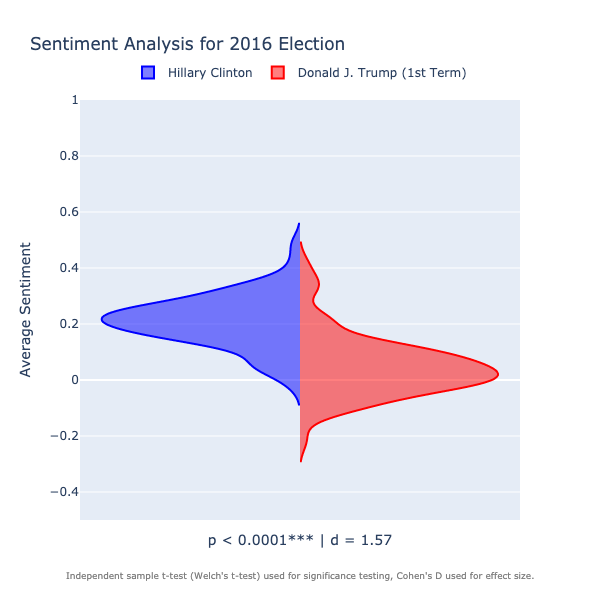 Sentiment Analysis for 2016 Election
Hillary Clinton
Donald J. Trump (1st Term)
1
0.8
0.6
0.4
0.2
0
−0.2
−0.4
Average Sentiment
p < 0.0001*** | d = 1.57
Independent sample t-test (Welch's t-test) used for significance testing, Cohen's D used for effect size.